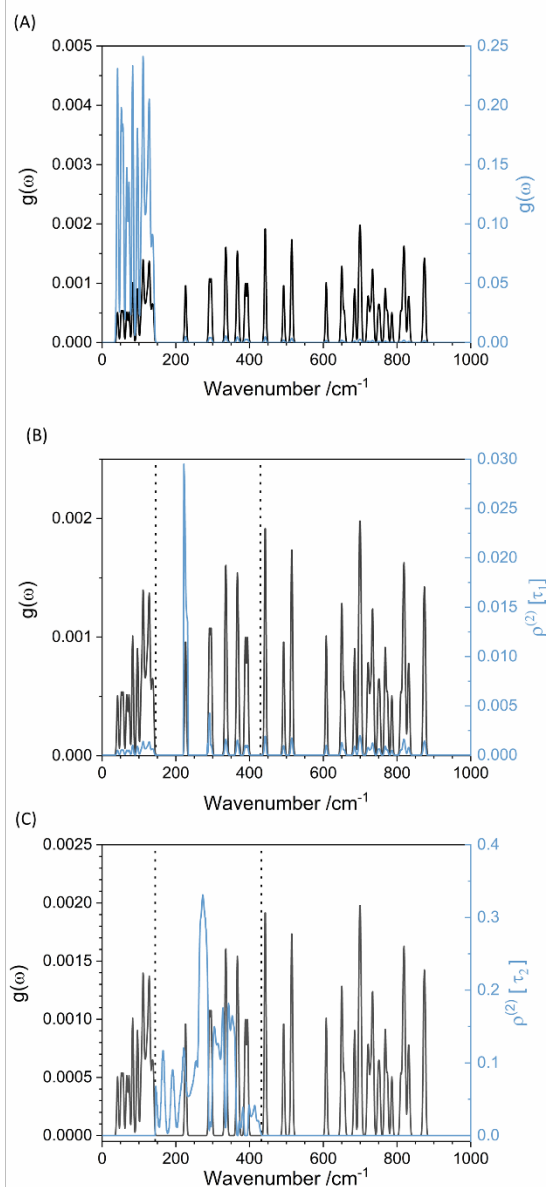 (A)
0.005
0.004
0.003
0.002
0.001
0.000
g(ω)
0.25
0.20
0.15
0.10
0.05
0.00
g(ω)
0 200 400 600 800 1000
Wavenumber /cm⁻¹
(B)
0.002
0.001
0.000
g(ω)
0.030
0.025
0.020
0.015
0.010
0.005
0.000
ρ⁽²⁾ [τ₁]
0 200 400 600 800 1000
Wavenumber /cm⁻¹
(C)
0.0025
0.0020
0.0015
0.0010
0.0005
0.0000
g(ω)
0.4
0.3
0.2
0.1
0.0
ρ⁽²⁾ [ τ₂]
0 200 400 600 800 1000
Wavenumber /cm⁻¹